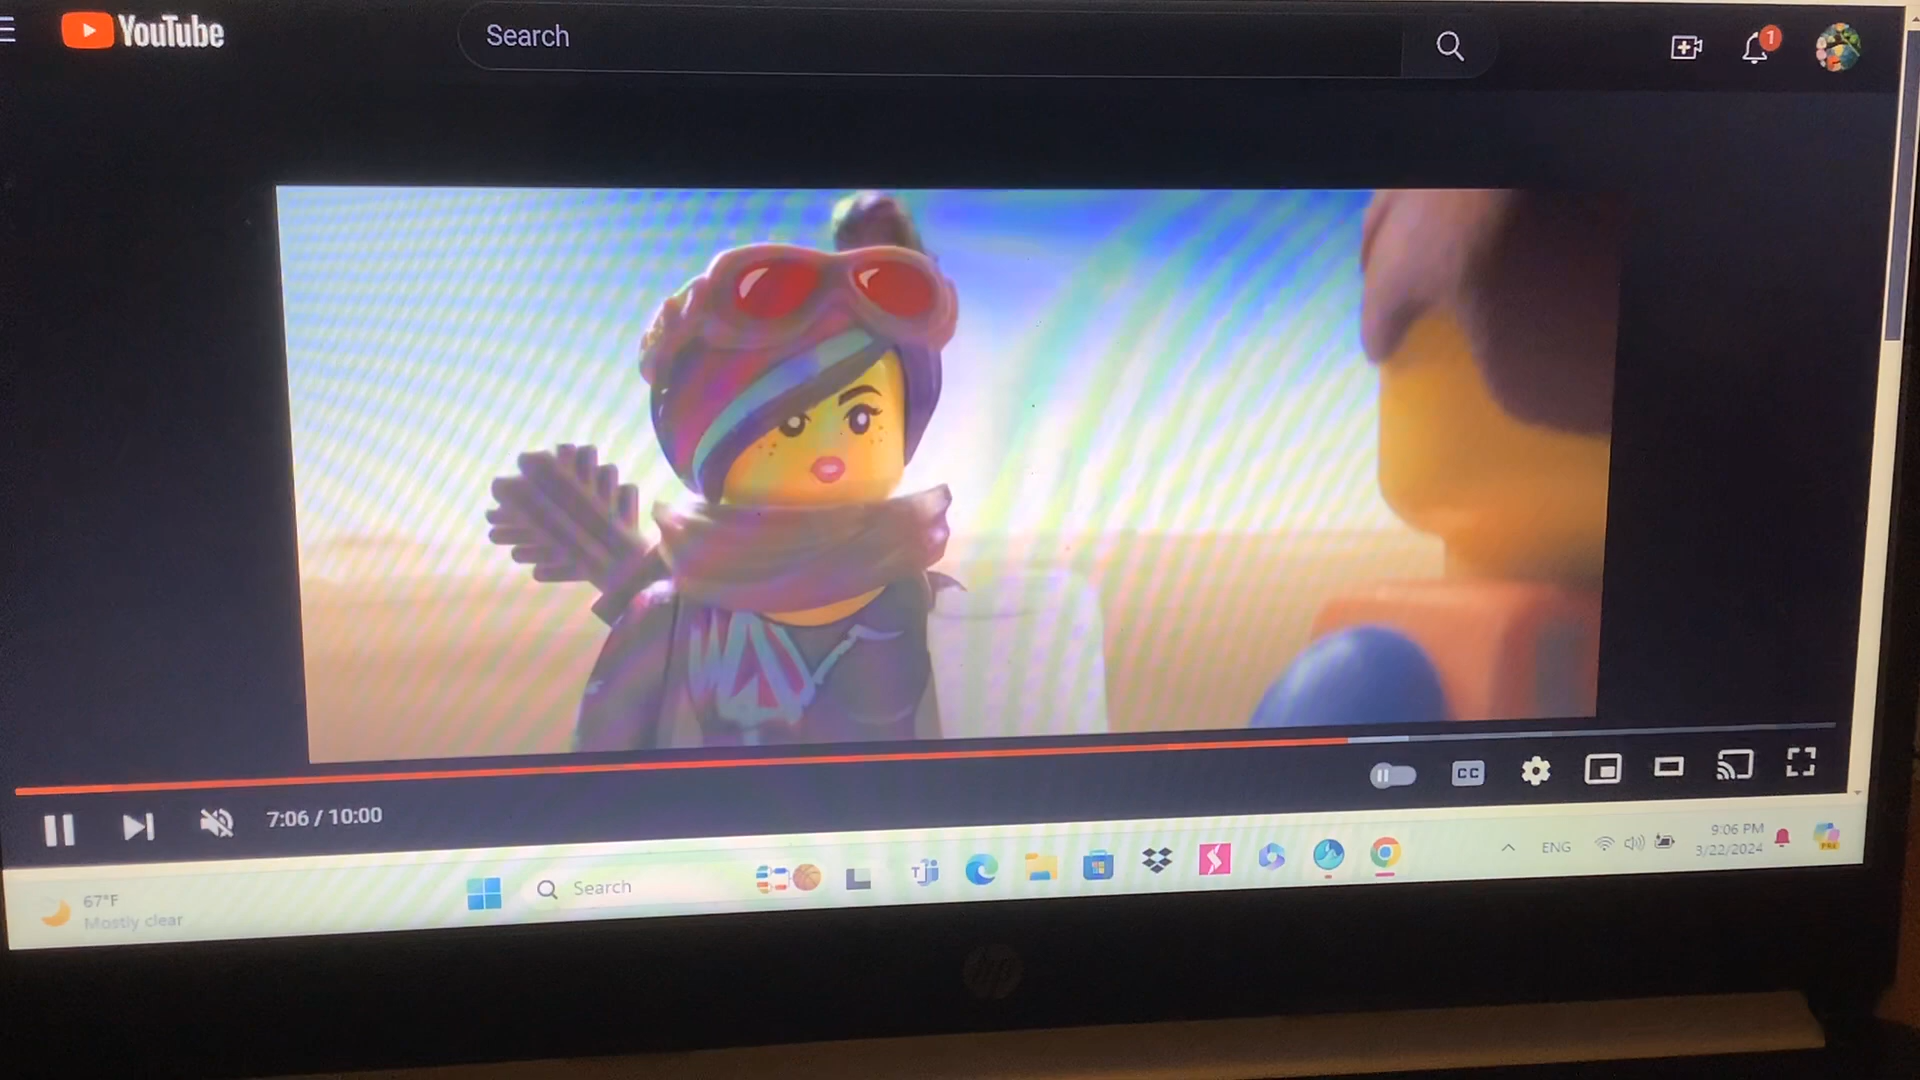 YouTube
Search
1
7:06 / 10:00
CC
67°F
Mostly clear
Search
ENG
9:06 PM
3/22/2024
hp